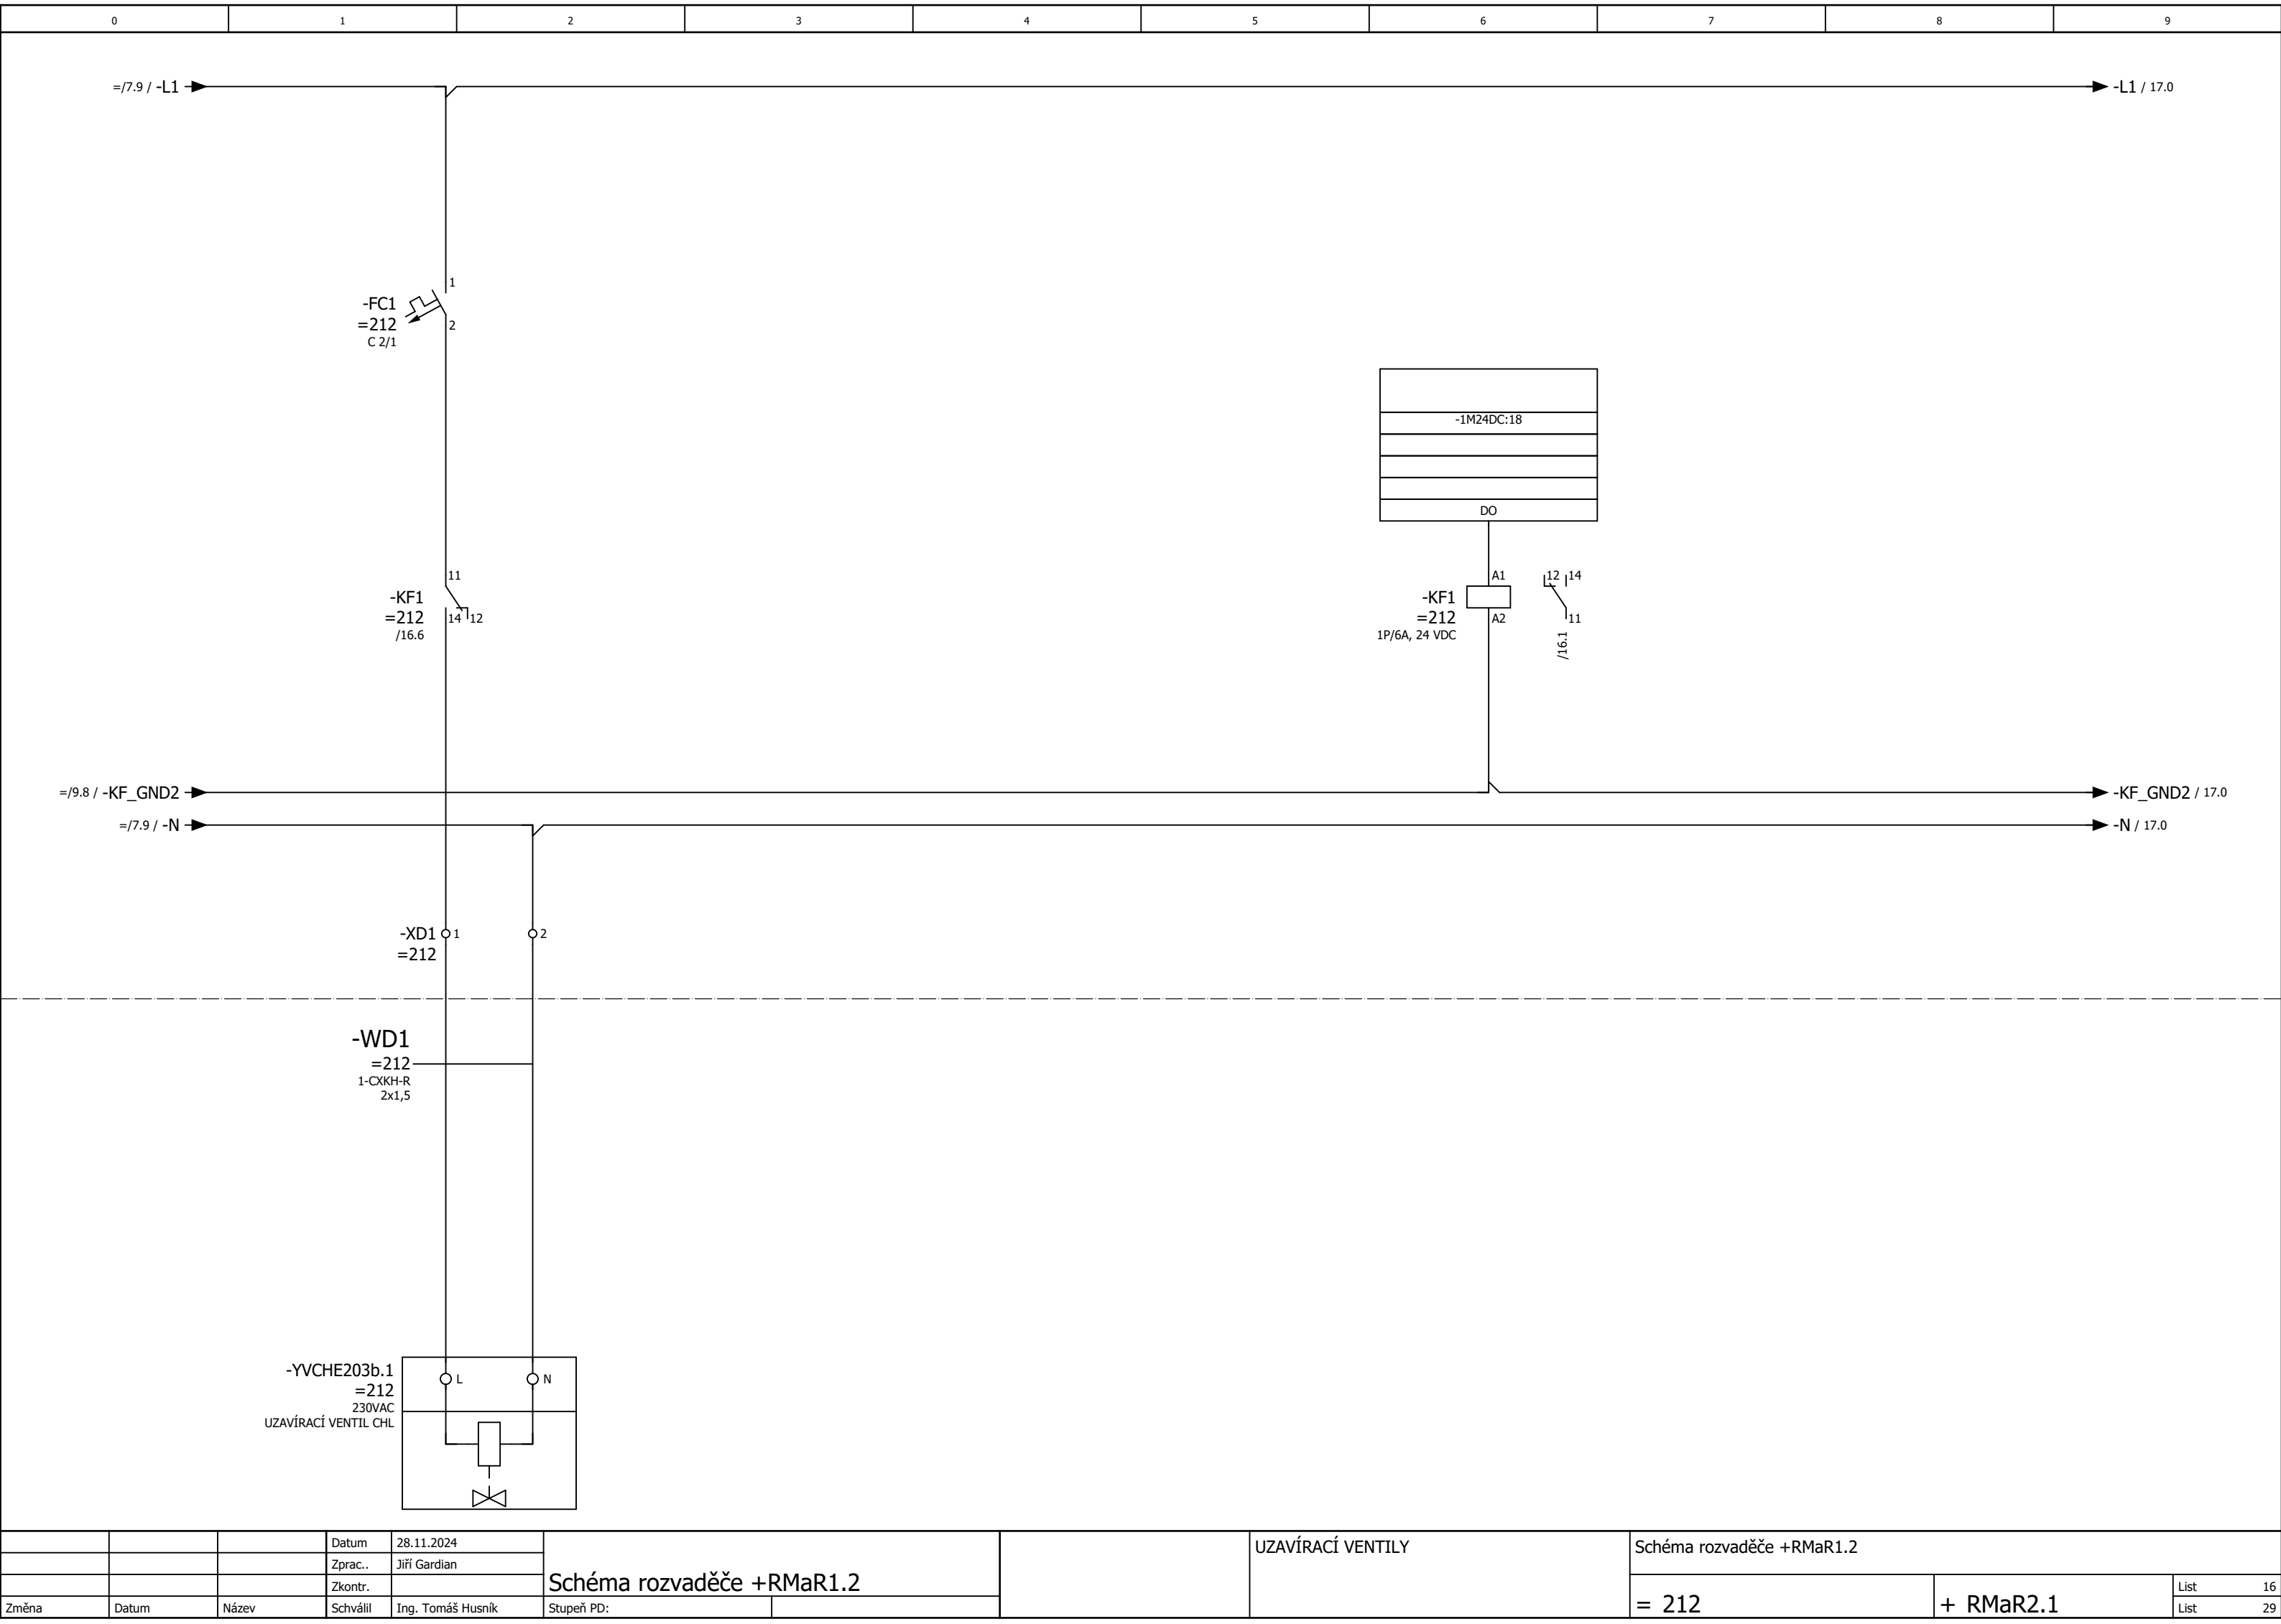 0 1 2 3 4 5 6 7 8 9
=/7.9 / -L1
-L1 / 17.0
1
-FC1
=212
2
C 2/1
-1M24DC:18
DO
11
-KF1
=212
14 12
/16.6
A1
-KF1
=212
A2
1P/6A, 24 VDC
12 14
11
/16.1
=/9.8 / -KF_GND2
-KF_GND2 / 17.0
=/7.9 / -N
-N / 17.0
-XD1 1 2
=212
-WD1
=212
1-CXKH-R
2x1,5
-YVCHE203b.1
=212
230VAC
UZAVÍRACÍ VENTIL CHL
L N
Datum 28.11.2024
Zprac.. Jiří Gardian
Zkontr.
Změna Datum Název Schválil Ing. Tomáš Husník
Schéma rozvaděče +RMaR1.2
Stupeň PD:
UZAVÍRACÍ VENTILY
Schéma rozvaděče +RMaR1.2
= 212
+ RMaR2.1
List 16
List 29